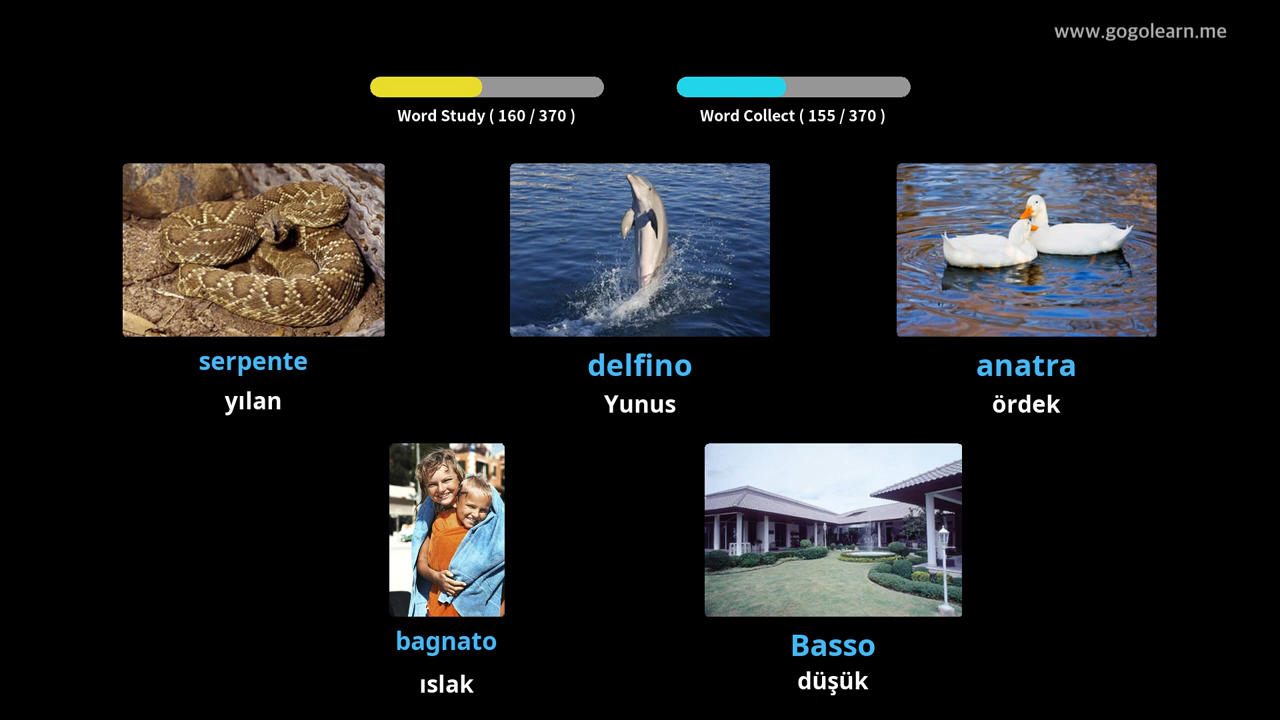 www.gogolearn.me
Word Study ( 160 / 370 )
Word Collect ( 155 / 370 )
serpente
yılan
delfino
Yunus
anatra
ördek
bagnato
ıslak
Basso
düşük